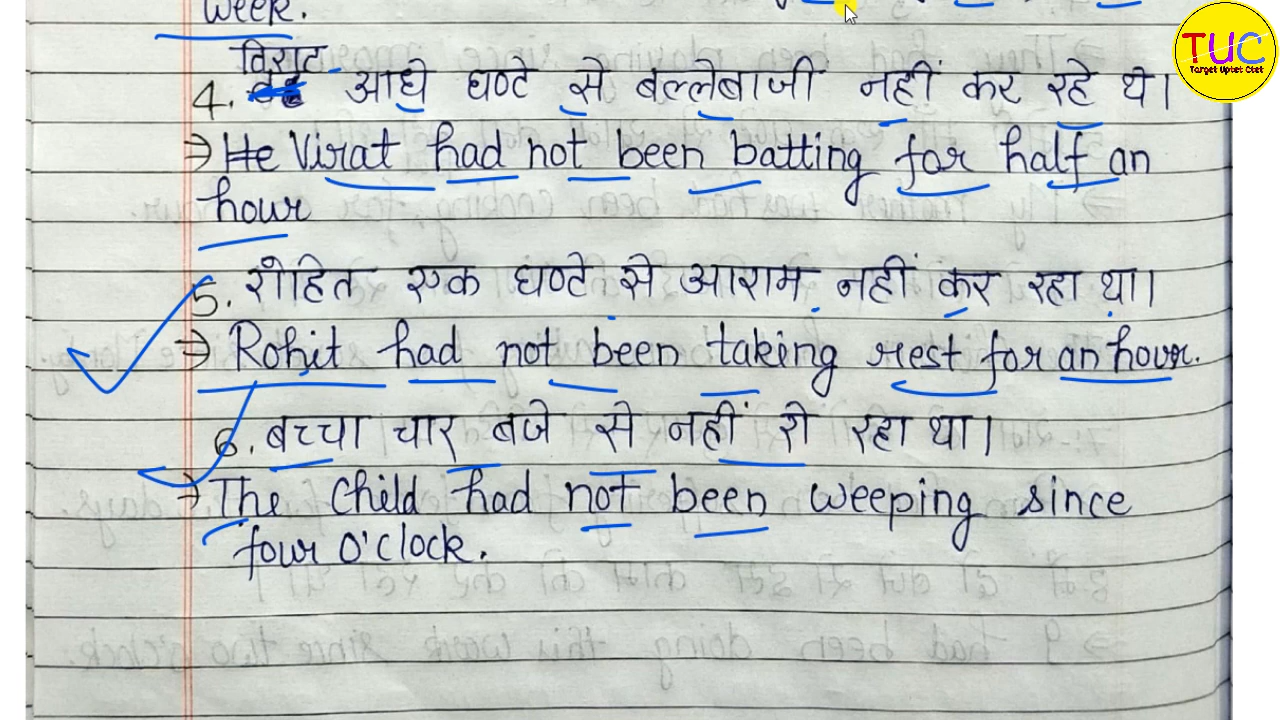 week.
TUC
Target Uptet Ctet
विराट
4. आधे घण्टे से बल्लेबाजी नहीं कर रहे थे।
→ He Virat had not been batting for half an
hour
5. रोहित एक घण्टे से आराम नहीं कर रहा था।
→ Rohit had not been taking rest for an hour.
6. बच्चा चार बजे से नहीं रो रहा था।
→ The child had not been weeping since
four o'clock.